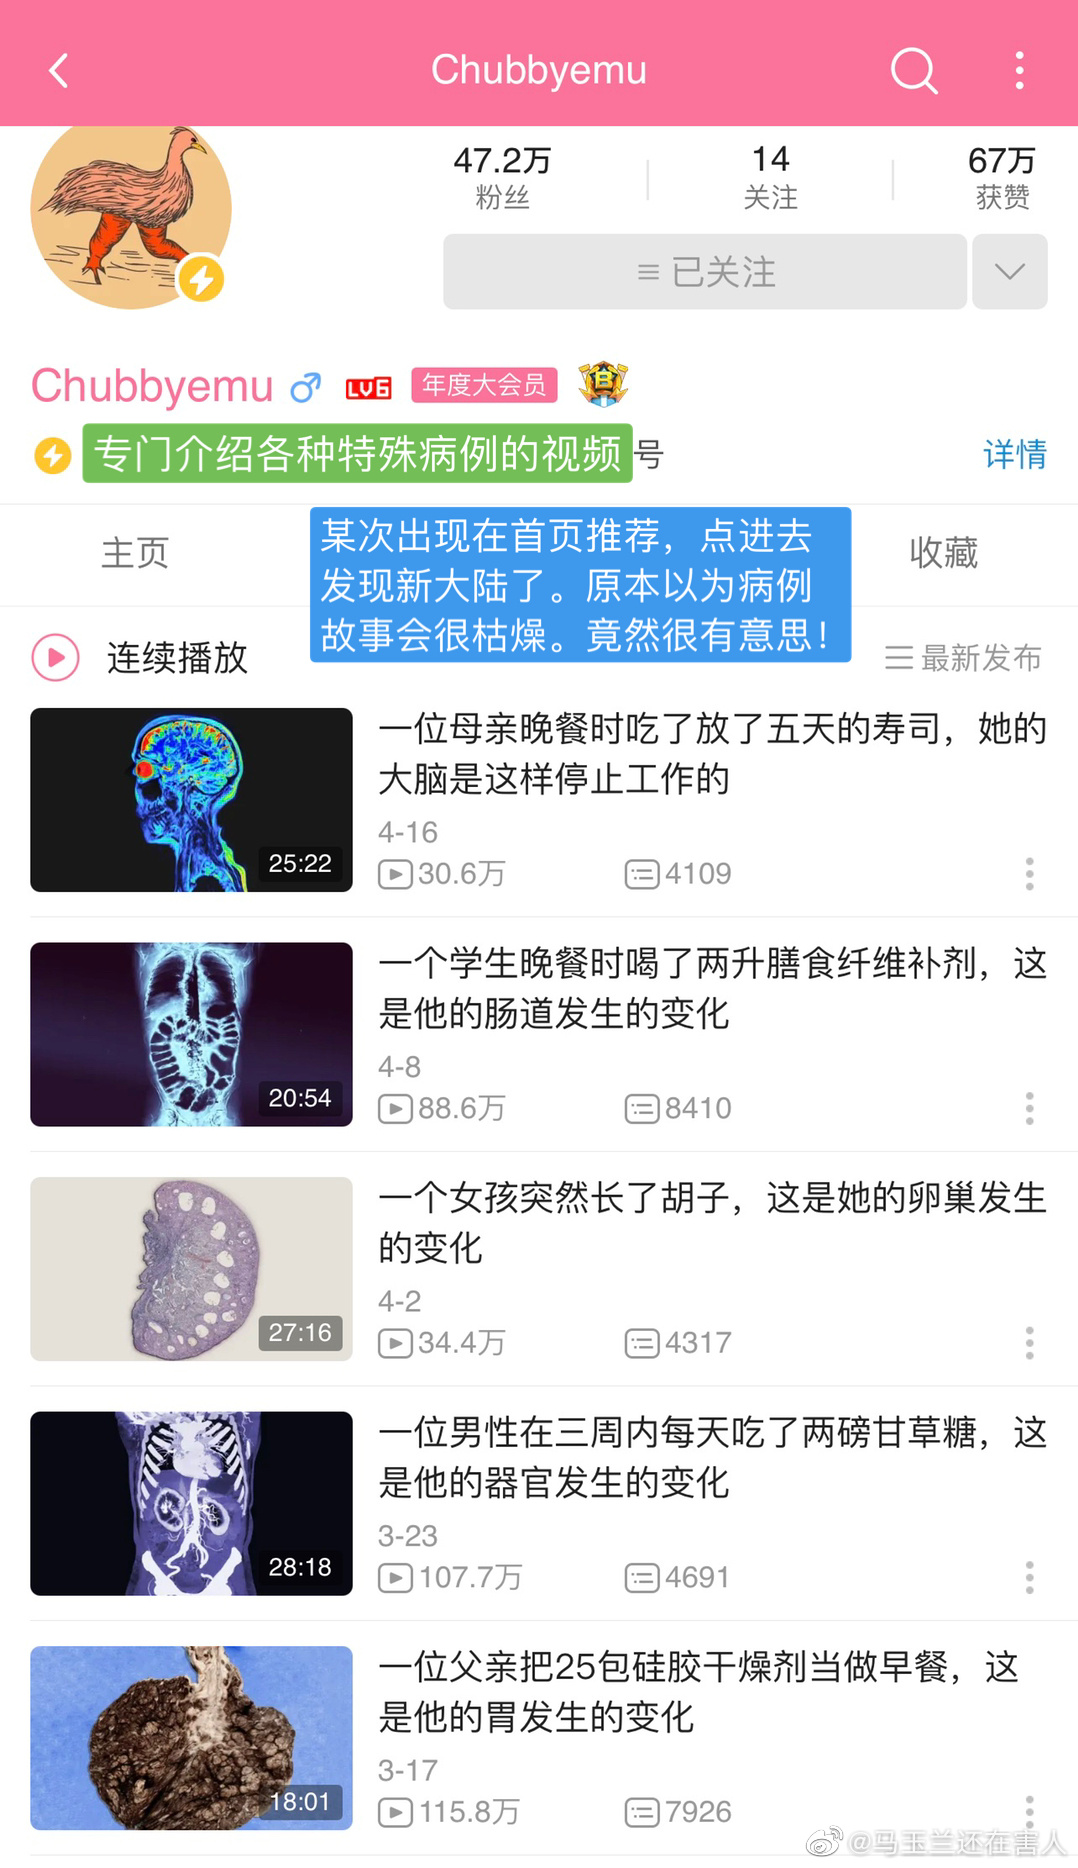 Chubbyemu
47.2万
14
67万
粉丝
关注
获赞
已关注
Chubbyemu LV6 年度大会员 B
专门介绍各种特殊病例的视频号
详情
主页
收藏
某次出现在首页推荐，点进去
发现新大陆了。原本以为病例
故事会很枯燥。竟然很有意思！
连续播放
最新发布
一位母亲晚餐时吃了放了五天的寿司，她的
大脑是这样停止工作的
25:22
4-16
30.6万
4109
一个学生晚餐时喝了两升膳食纤维补剂，这
是他的肠道发生的变化
20:54
4-8
88.6万
8410
一个女孩突然长了胡子，这是她的卵巢发生
的变化
27:16
4-2
34.4万
4317
一位男性在三周内每天吃了两磅甘草糖，这
是他的器官发生的变化
28:18
3-23
107.7万
4691
一位父亲把25包硅胶干燥剂当做早餐，这
是他的胃发生的变化
18:01
3-17
115.8万
7926
@马玉兰还在害人